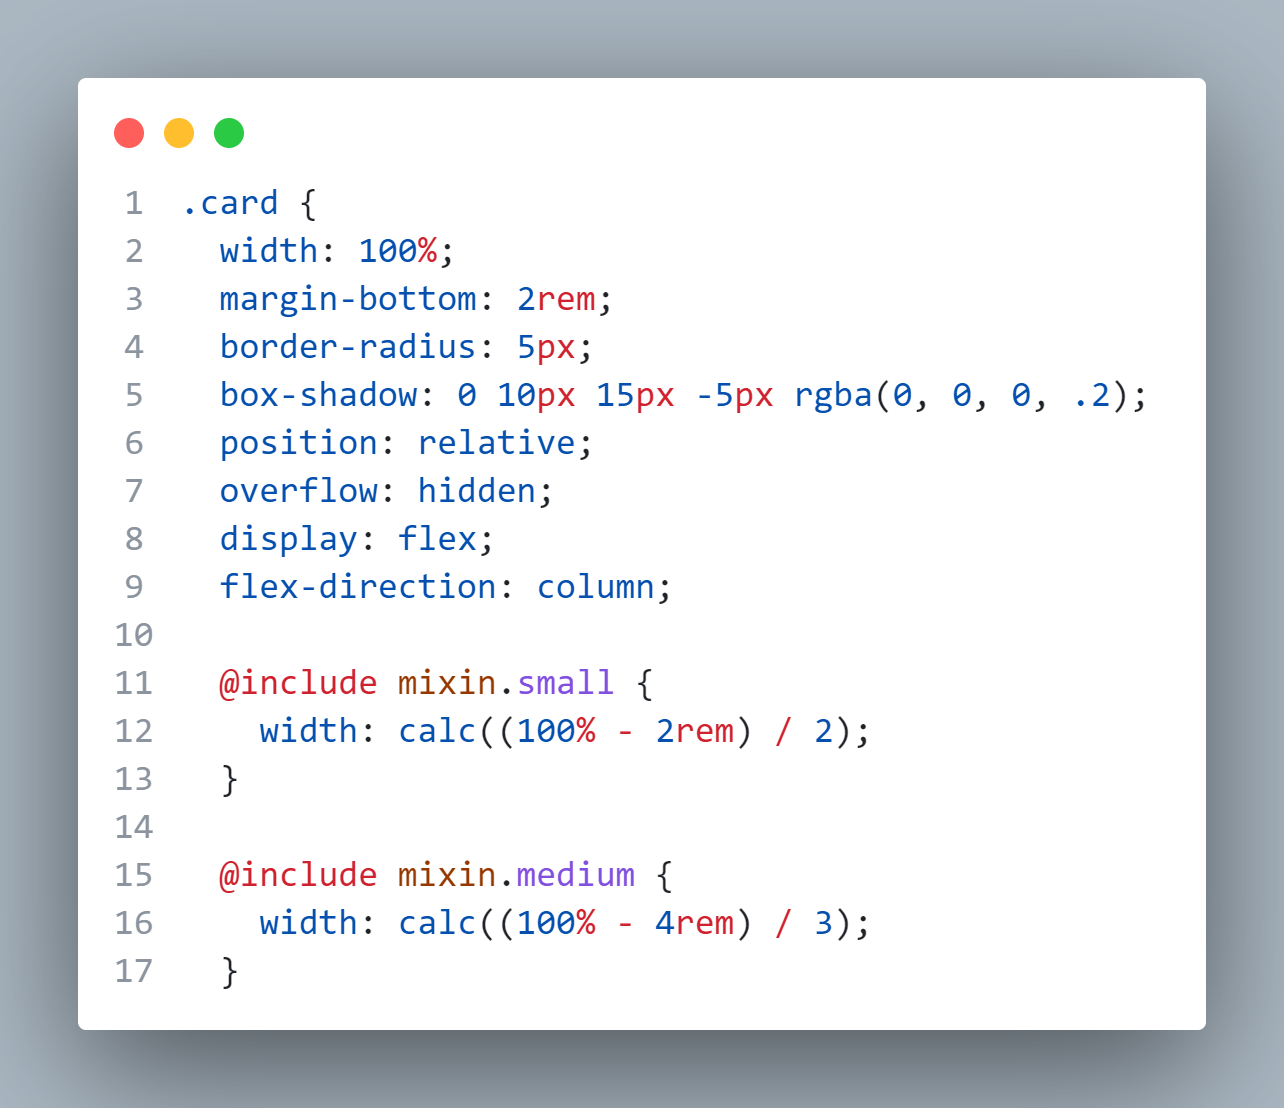 1 .card {
2   width: 100%;
3   margin-bottom: 2rem;
4   border-radius: 5px;
5   box-shadow: 0 10px 15px -5px rgba(0, 0, 0, .2);
6   position: relative;
7   overflow: hidden;
8   display: flex;
9   flex-direction: column;
10
11   @include mixin.small {
12     width: calc((100% - 2rem) / 2);
13   }
14
15   @include mixin.medium {
16     width: calc((100% - 4rem) / 3);
17   }